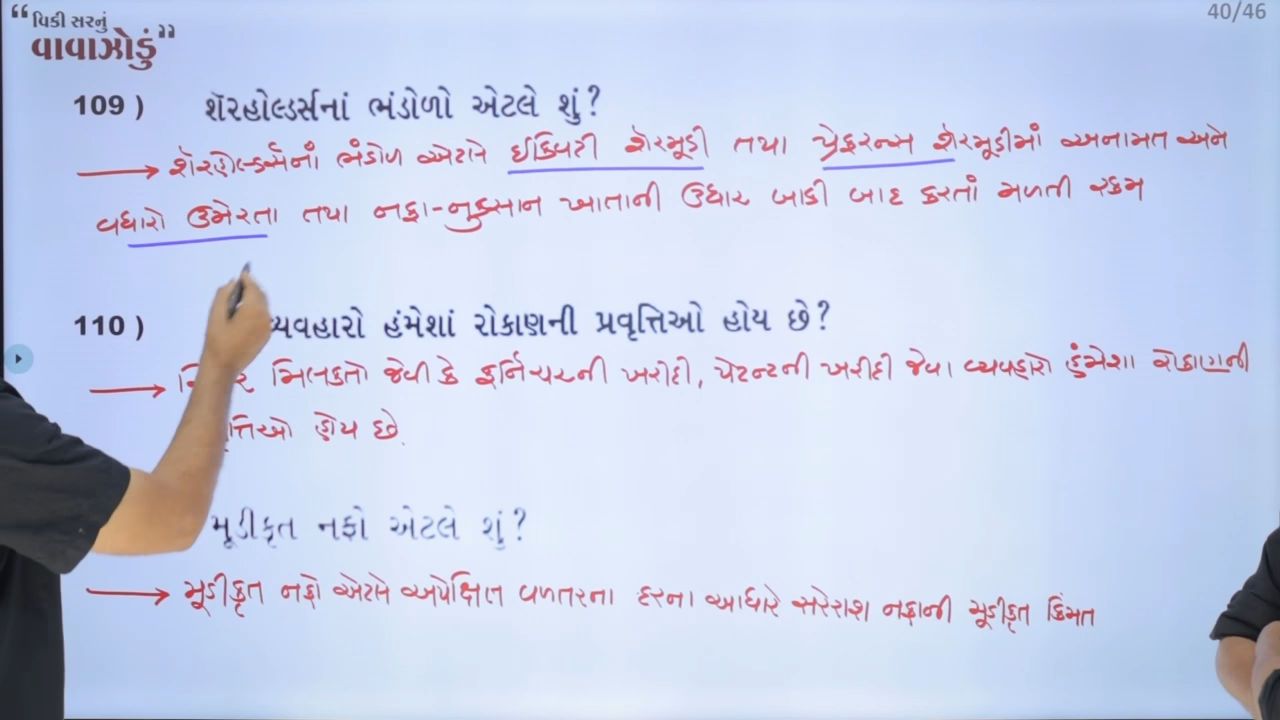 “વિકી સરનું
વાવાઝોડું”
40/46
109 ) શૅરહોલ્ડર્સનાં ભંડોળો એટલે શું?
શૅરહોલ્ડર્સનાં ભંડોળ એટલે ઈક્વિટી શેરમૂડી તથા પ્રેફરન્સ શેરમૂડીમાં અનામત અને
વધારો ઉમેરતા તથા નફા-નુકસાન ખાતાની ઉધાર બાકી બાદ કરતાં મળતી રકમ
110 ) વ્યવહારો હંમેશાં રોકાણની પ્રવૃત્તિઓ હોય છે?
મિલકતો જેવી કે ફર્નિચરની ખરીદી, પેટન્ટની ખરીદી જેવા વ્યવહારો હંમેશા રોકાણની
હોય છે.
મૂડીકૃત નફો એટલે શું?
મૂડીકૃત નફો એટલે અપેક્ષિત વળતરના દરના આધારે સરેરાશ નફાની મૂડીકૃત કિંમત